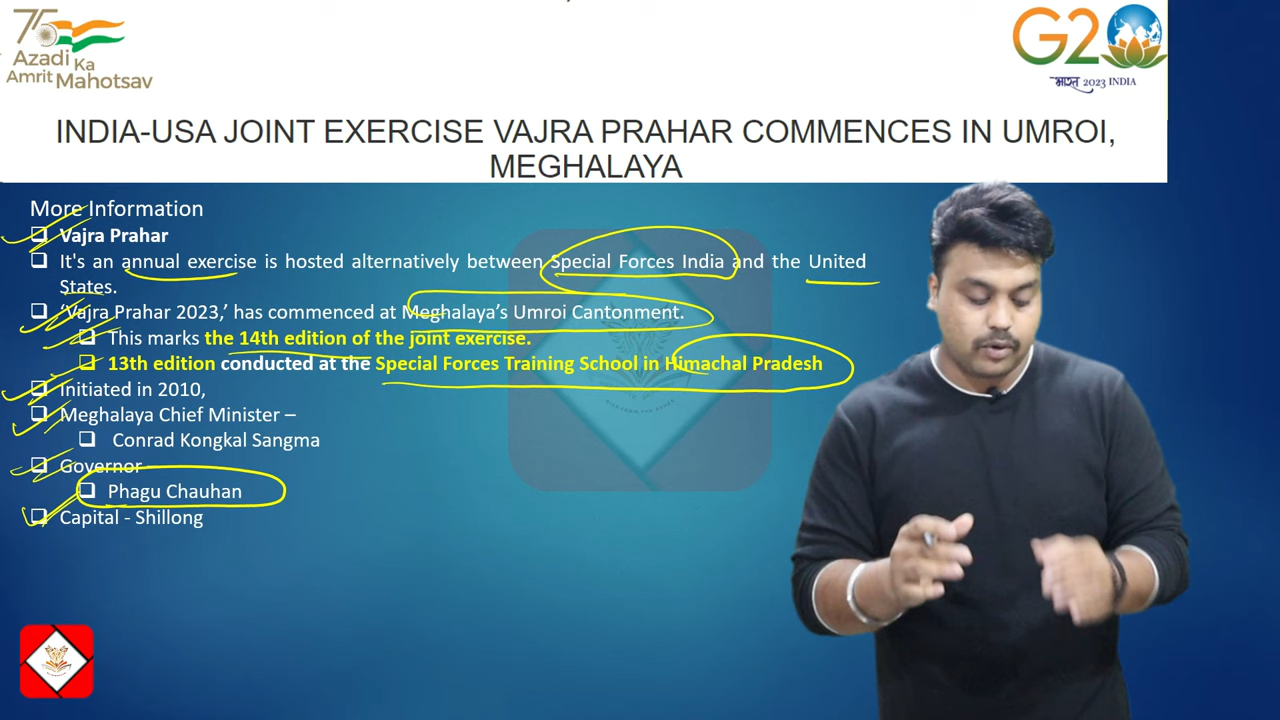 75
Azadi Ka
Amrit Mahotsav
G20
भारत 2023 INDIA
INDIA-USA JOINT EXERCISE VAJRA PRAHAR COMMENCES IN UMROI,
MEGHALAYA
More Information
Vajra Prahar
It's an annual exercise is hosted alternatively between Special Forces India and the United
States.
‘Vajra Prahar 2023,’ has commenced at Meghalaya’s Umroi Cantonment.
This marks the 14th edition of the joint exercise.
13th edition conducted at the Special Forces Training School in Himachal Pradesh
Initiated in 2010,
Meghalaya Chief Minister –
Conrad Kongkal Sangma
Governor
Phagu Chauhan
Capital - Shillong